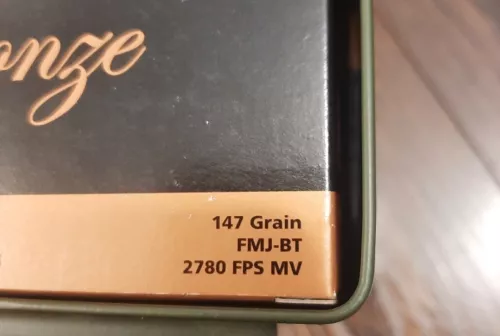 onze
147 Grain
FMJ-BT
2780 FPS MV